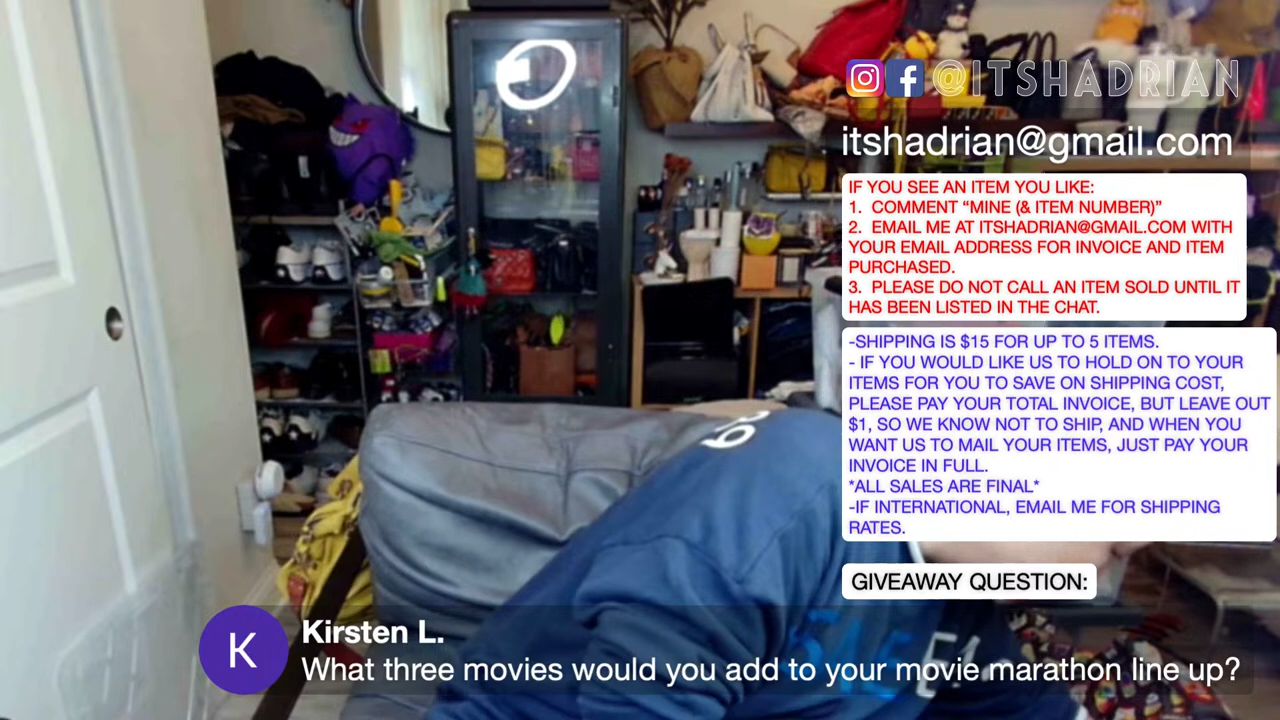 @ITSHADRIAN
itshadrian@gmail.com
IF YOU SEE AN ITEM YOU LIKE:
1. COMMENT “MINE (& ITEM NUMBER)”
2. EMAIL ME AT ITSHADRIAN@GMAIL.COM WITH
YOUR EMAIL ADDRESS FOR INVOICE AND ITEM
PURCHASED.
3. PLEASE DO NOT CALL AN ITEM SOLD UNTIL IT
HAS BEEN LISTED IN THE CHAT.
-SHIPPING IS $15 FOR UP TO 5 ITEMS.
- IF YOU WOULD LIKE US TO HOLD ON TO YOUR
ITEMS FOR YOU TO SAVE ON SHIPPING COST,
PLEASE PAY YOUR TOTAL INVOICE, BUT LEAVE OUT
$1, SO WE KNOW NOT TO SHIP, AND WHEN YOU
WANT US TO MAIL YOUR ITEMS, JUST PAY YOUR
INVOICE IN FULL.
*ALL SALES ARE FINAL*
-IF INTERNATIONAL, EMAIL ME FOR SHIPPING
RATES.
GIVEAWAY QUESTION:
K
Kirsten L.
What three movies would you add to your movie marathon line up?